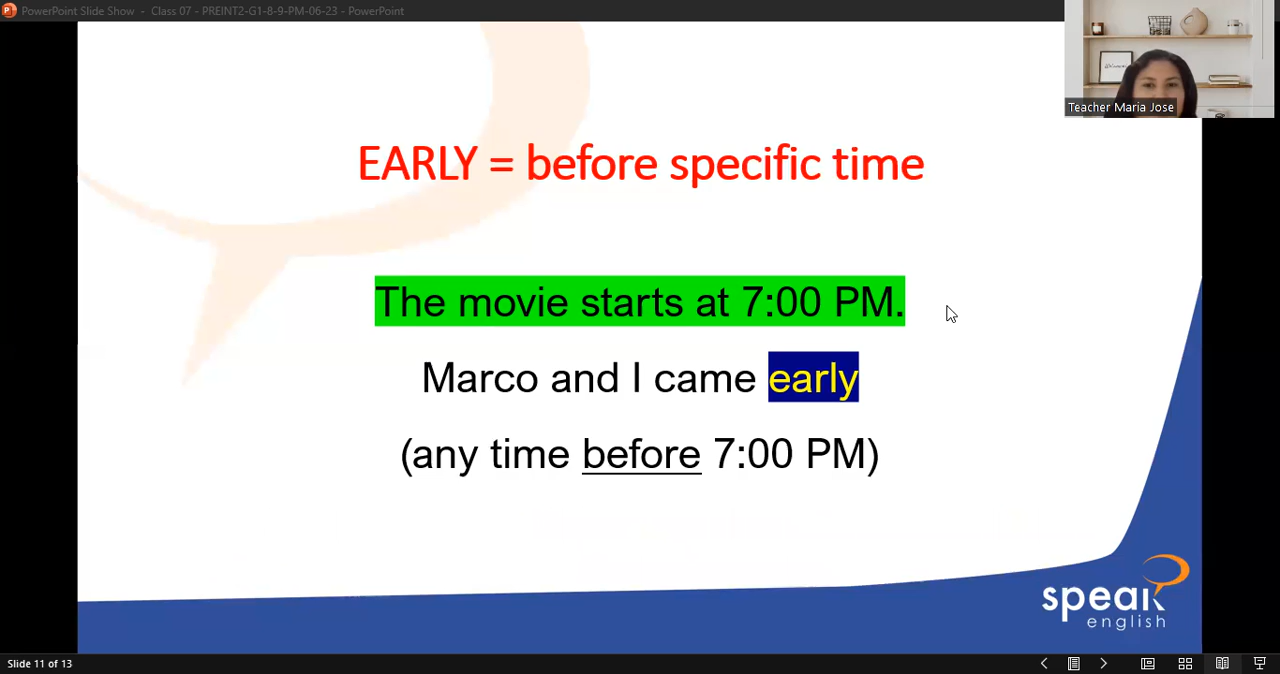 PowerPoint Slide Show - Class 07 - PREINT2-G1-8-9-PM-06-23 - PowerPoint
Teacher Maria Jose
EARLY = before specific time
The movie starts at 7:00 PM.
Marco and I came early
(any time before 7:00 PM)
speak
english
Slide 11 of 13